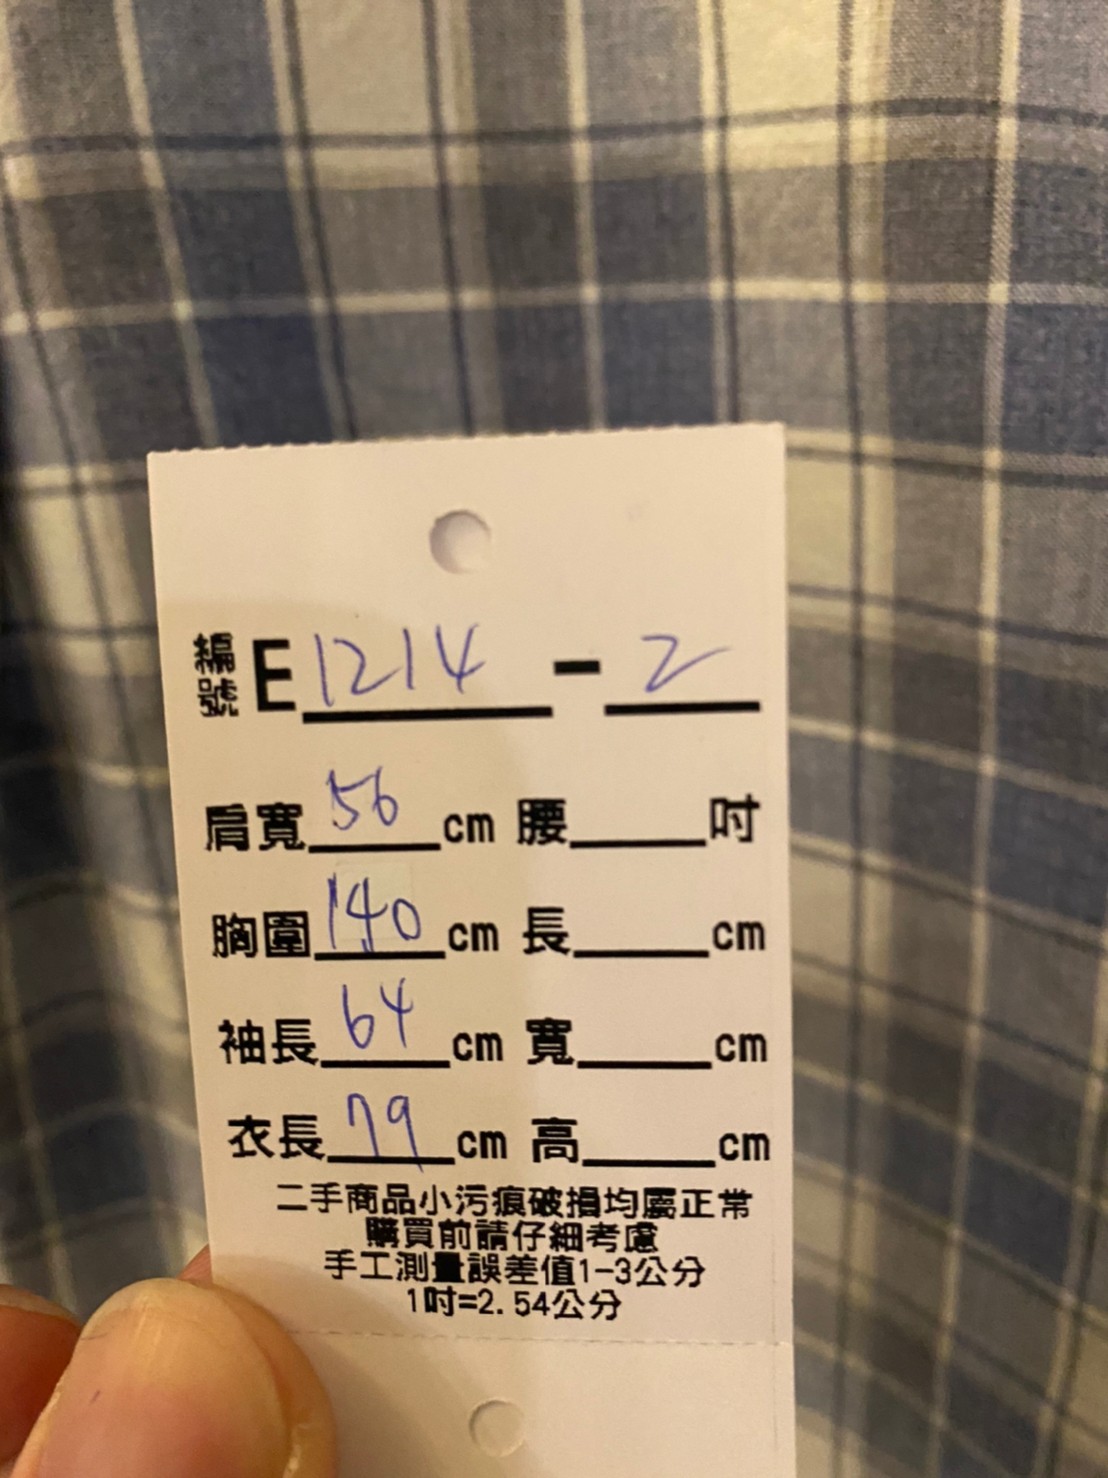 編號 E 1214 - 2
肩寬 56 cm 腰 吋
胸圍 140 cm 長 cm
袖長 64 cm 寬 cm
衣長 79 cm 高 cm
二手商品小污痕破損均屬正常
購買前請仔細考慮
手工測量誤差值1-3公分
1吋=2.54公分